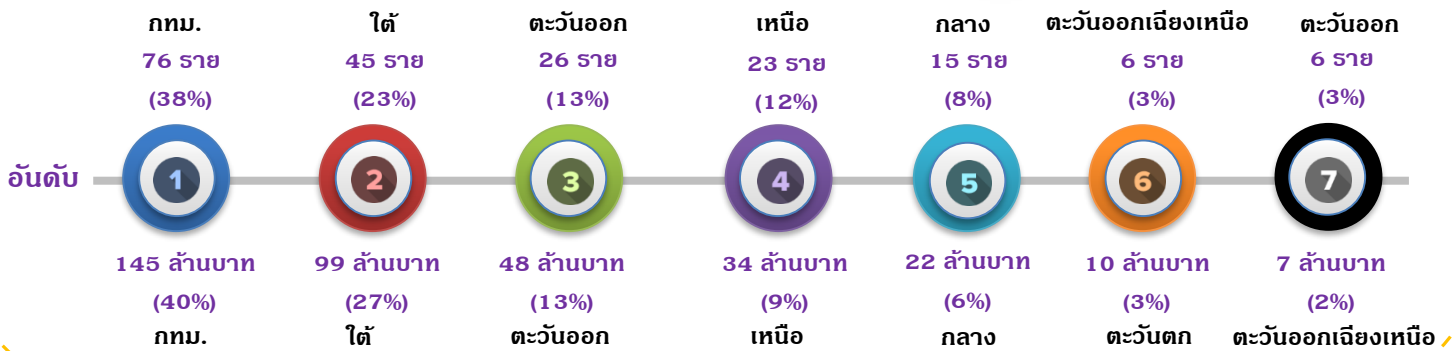 กทม. ใต้ ตะวันออก เหนือ กลาง ตะวันออกเฉียงเหนือ ตะวันออก
76 ราย 45 ราย 26 ราย 23 ราย 15 ราย 6 ราย 6 ราย
(38%) (23%) (13%) (12%) (8%) (3%) (3%)
อันดับ 1 2 3 4 5 6 7
145 ล้านบาท 99 ล้านบาท 48 ล้านบาท 34 ล้านบาท 22 ล้านบาท 10 ล้านบาท 7 ล้านบาท
(40%) (27%) (13%) (9%) (6%) (3%) (2%)
กทม. ใต้ ตะวันออก เหนือ กลาง ตะวันตก ตะวันออกเฉียงเหนือ